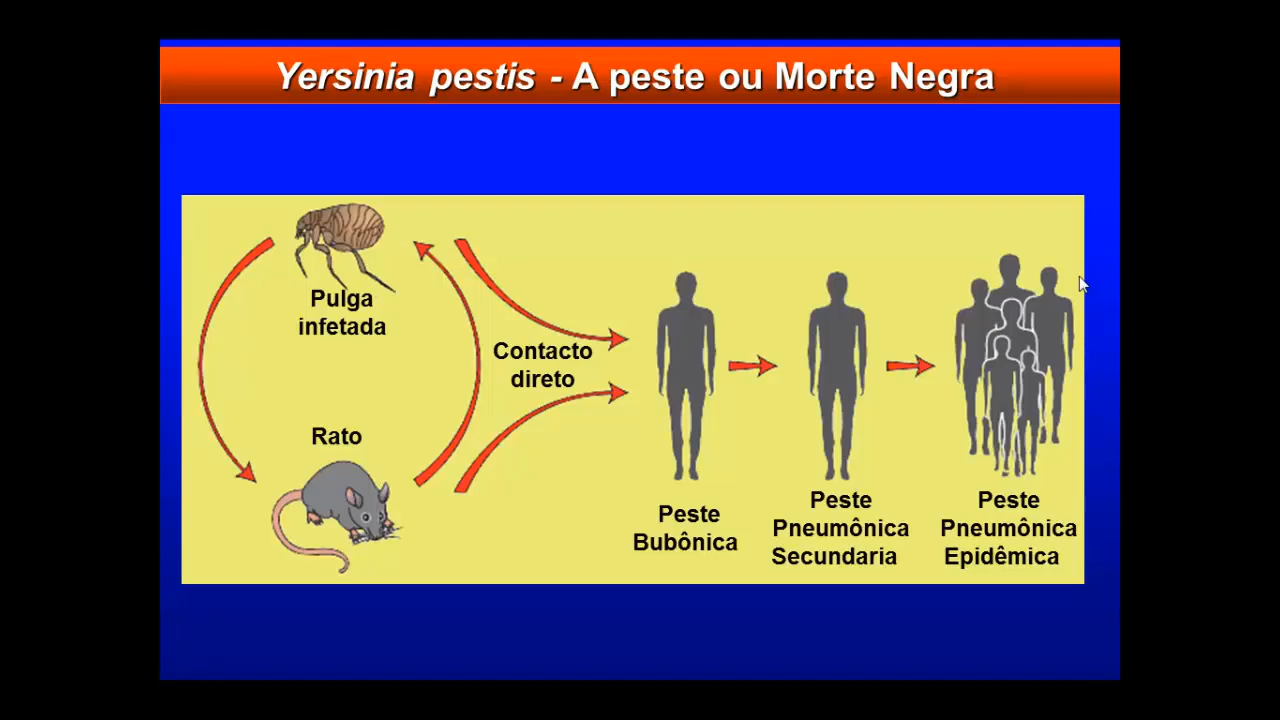 Yersinia pestis - A peste ou Morte Negra
Pulga
infetada
Contacto
direto
Rato
Peste
Bubônica
Peste
Pneumônica
Secundaria
Peste
Pneumônica
Epidêmica